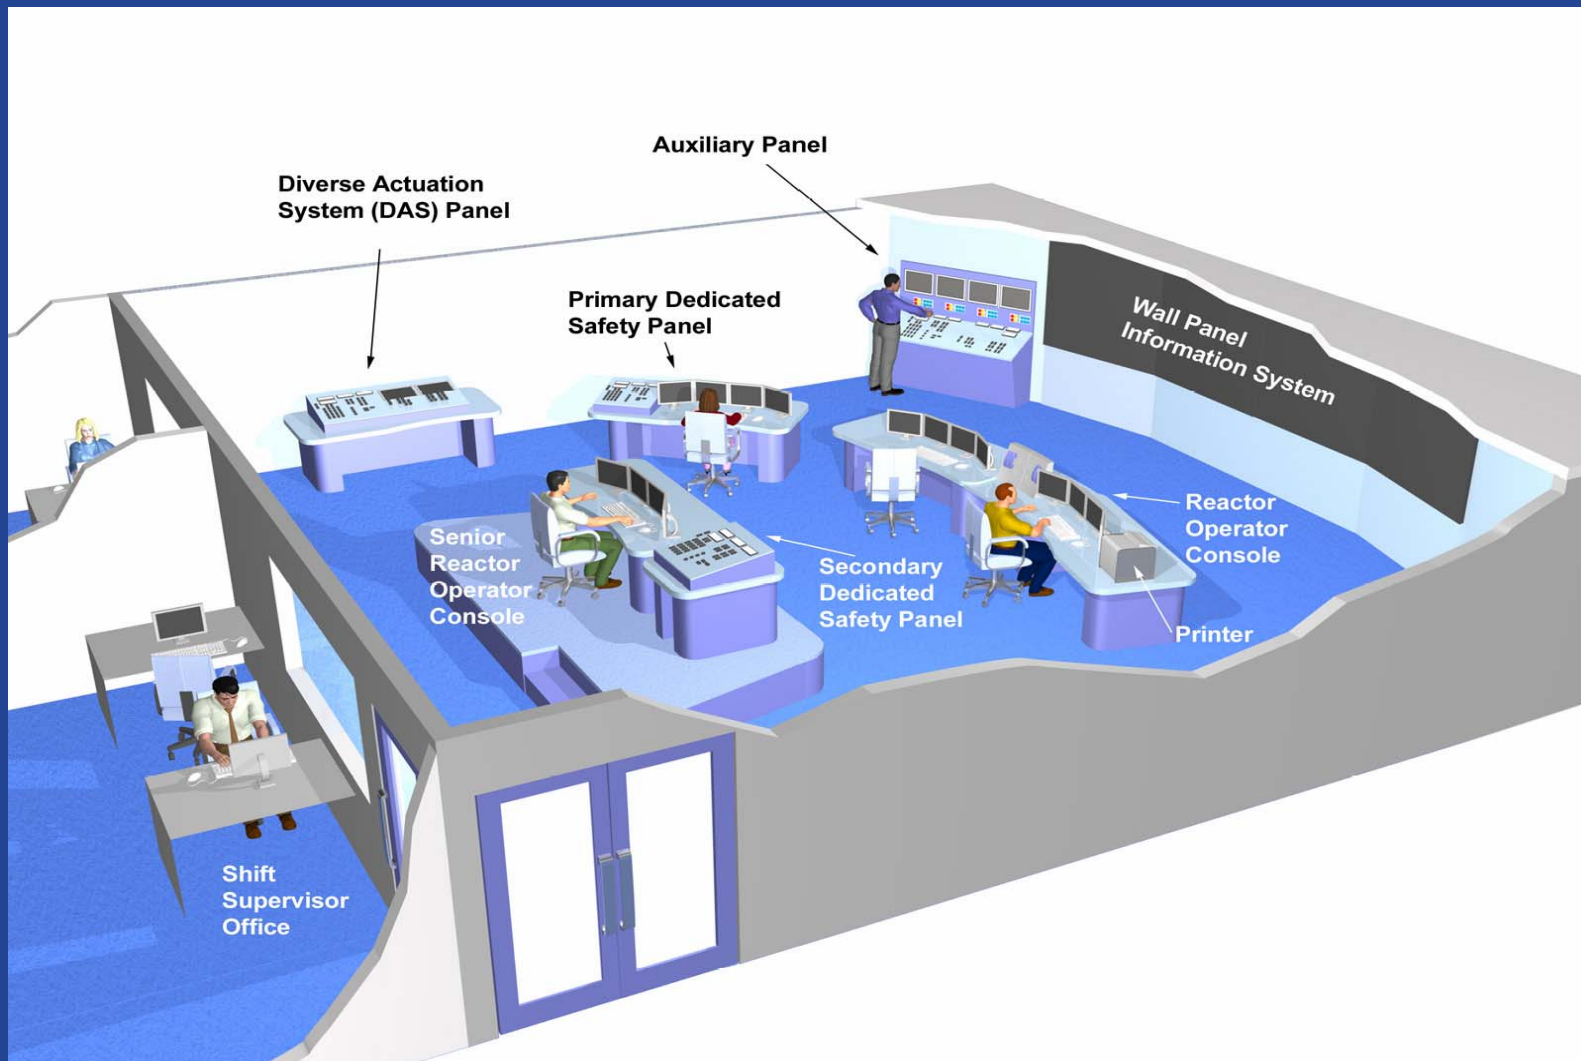 Auxiliary Panel
Diverse Actuation
System (DAS) Panel
Primary Dedicated
Safety Panel
Wall Panel
Information System
Reactor
Operator
Console
Senior
Reactor
Operator
Console
Secondary
Dedicated
Safety Panel
Printer
Shift
Supervisor
Office